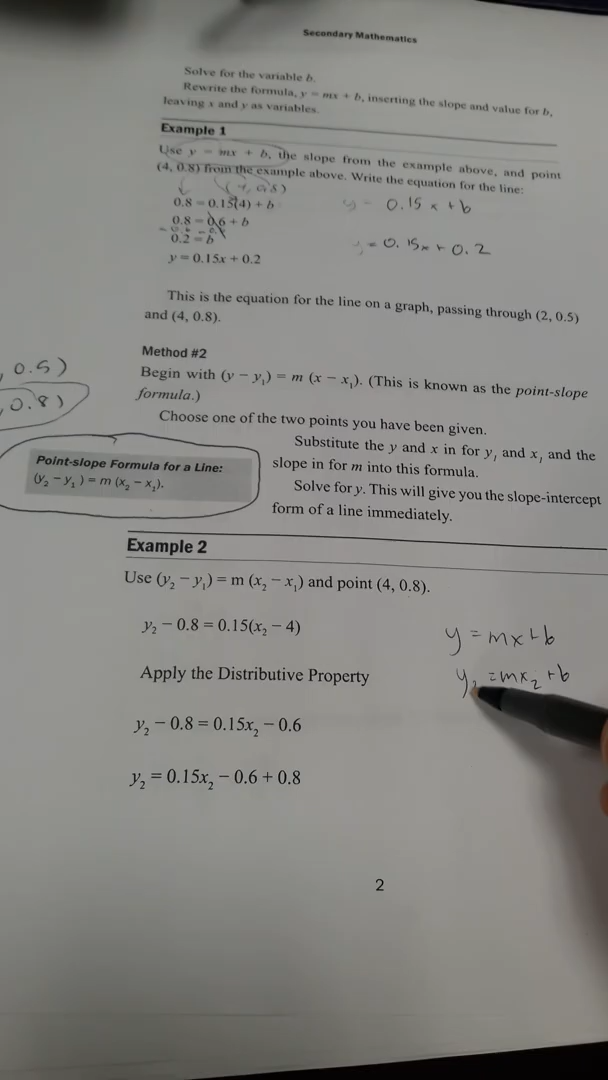 Secondary Mathematics
Solve for the variable b.
Rewrite the formula, y = mx + b, inserting the slope and value for b,
leaving x and y as variables.
Example 1
Use y = mx + b, the slope from the example above, and point
(4, 0.8) from the example above. Write the equation for the line:
(4, 0.8)
0.8 = 0.15(4) + b
y = 0.15x + b
0.8 = 0.6 + b
0.2 = b
y = 0.15x + 0.2
y = 0.15x + 0.2
This is the equation for the line on a graph, passing through (2, 0.5)
and (4, 0.8).
Method #2
, 0.5)
Begin with (y − y₁) = m (x − x₁). (This is known as the point-slope
formula.)
, 0.8)
Choose one of the two points you have been given.
Substitute the y and x in for y₁ and x₁ and the
slope in for m into this formula.
Solve for y. This will give you the slope-intercept
form of a line immediately.
Point-slope Formula for a Line:
(y₂ − y₁) = m (x₂ − x₁).
Example 2
Use (y₂ − y₁) = m (x₂ − x₁) and point (4, 0.8).
y₂ − 0.8 = 0.15(x₂ − 4)
y = mx + b
Apply the Distributive Property
y₂ = mx₂ + b
y₂ − 0.8 = 0.15x₂ − 0.6
y₂ = 0.15x₂ − 0.6 + 0.8
2